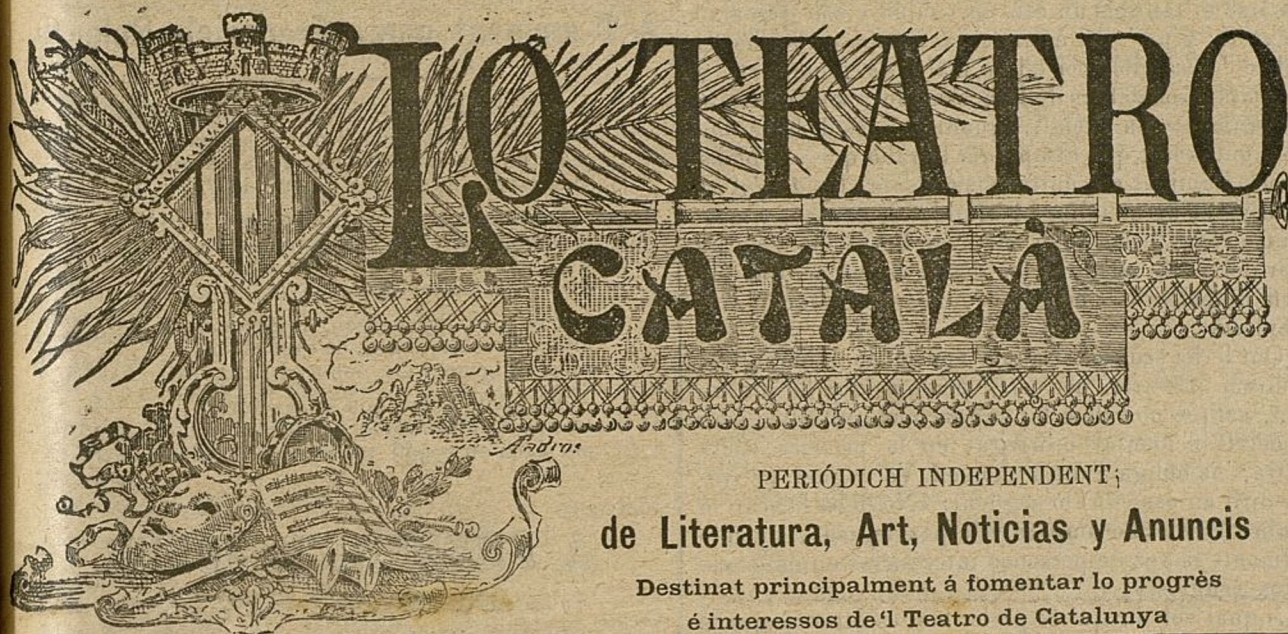 LO TEATRO
CATALÀ
Andros
PERIÓDICH INDEPENDENT;
de Literatura, Art, Noticias y Anuncis
Destinat principalment á fomentar lo progrès
é interessos de'l Teatro de Catalunya